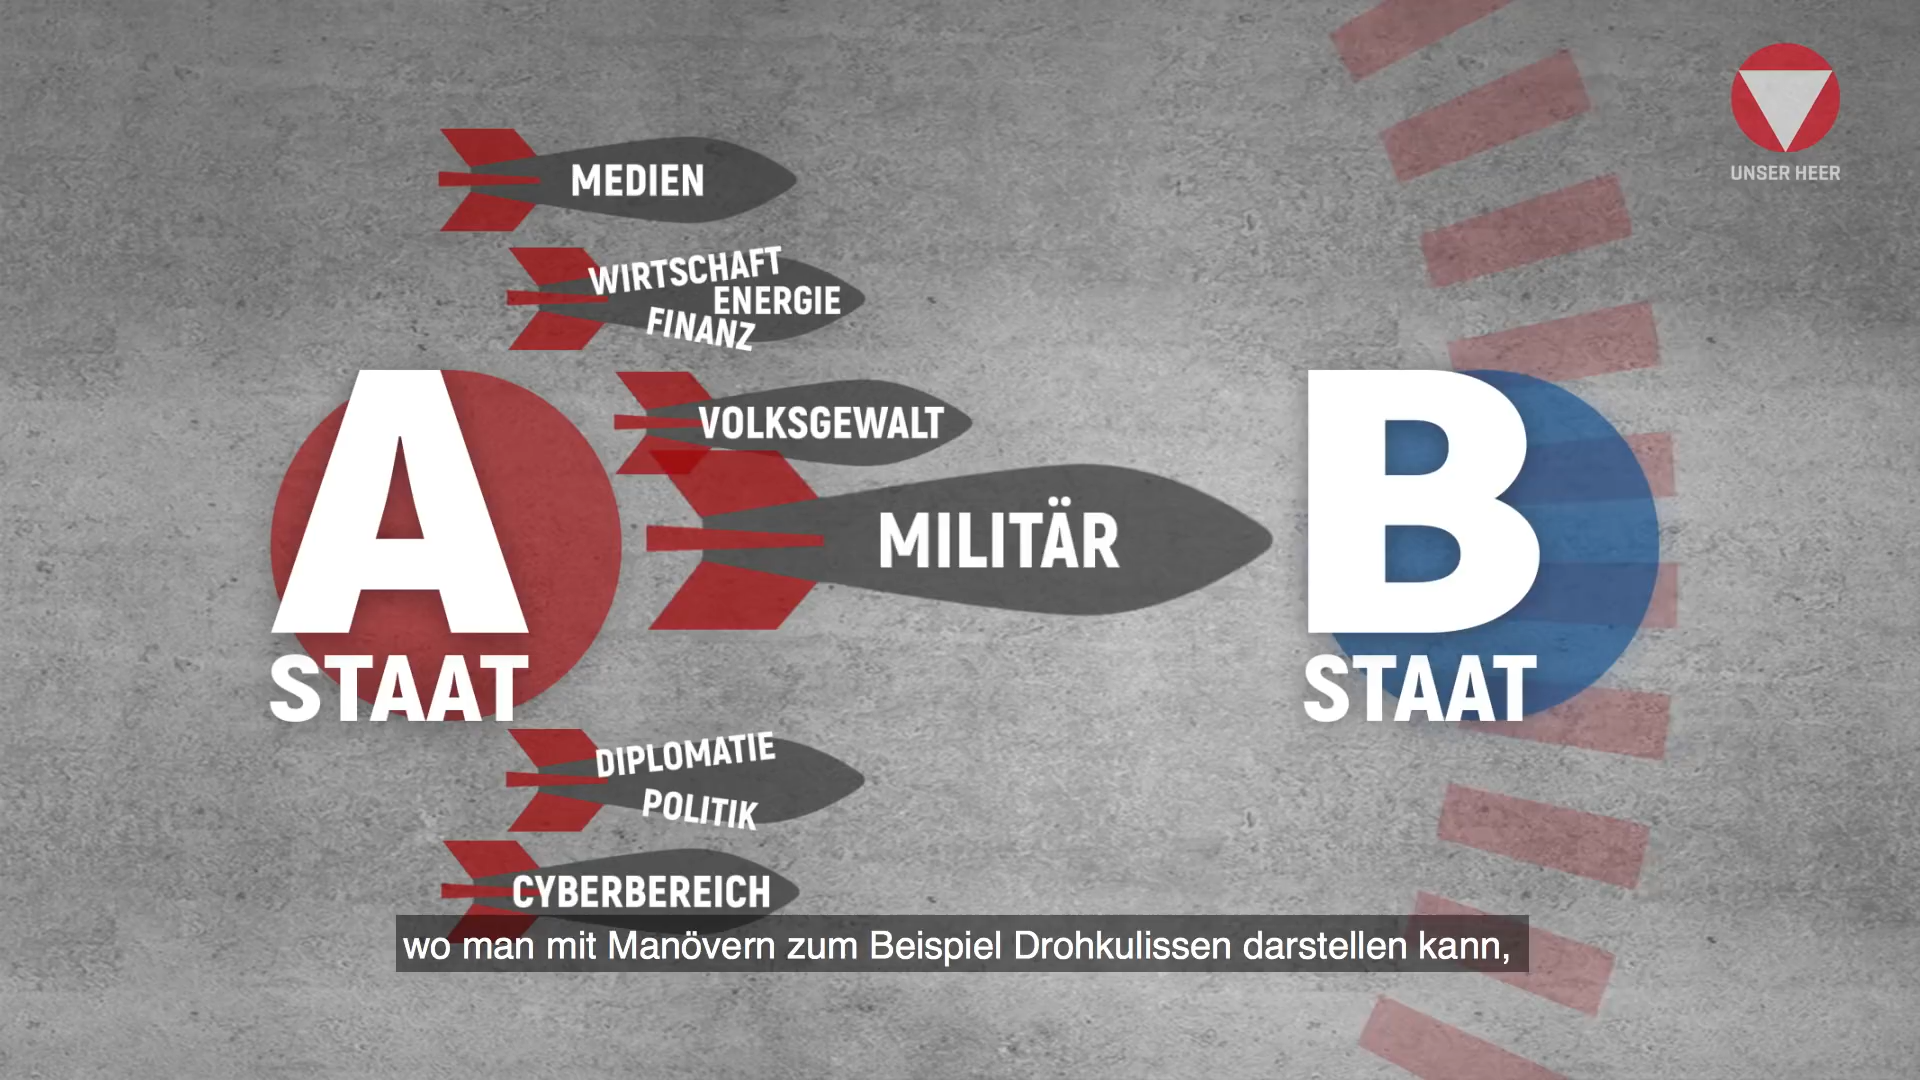 UNSER HEER
MEDIEN
WIRTSCHAFT
ENERGIE
FINANZ
VOLKSGEWALT
MILITÄR
A
STAAT
B
STAAT
DIPLOMATIE
POLITIK
CYBERBEREICH
wo man mit Manövern zum Beispiel Drohkulissen darstellen kann,